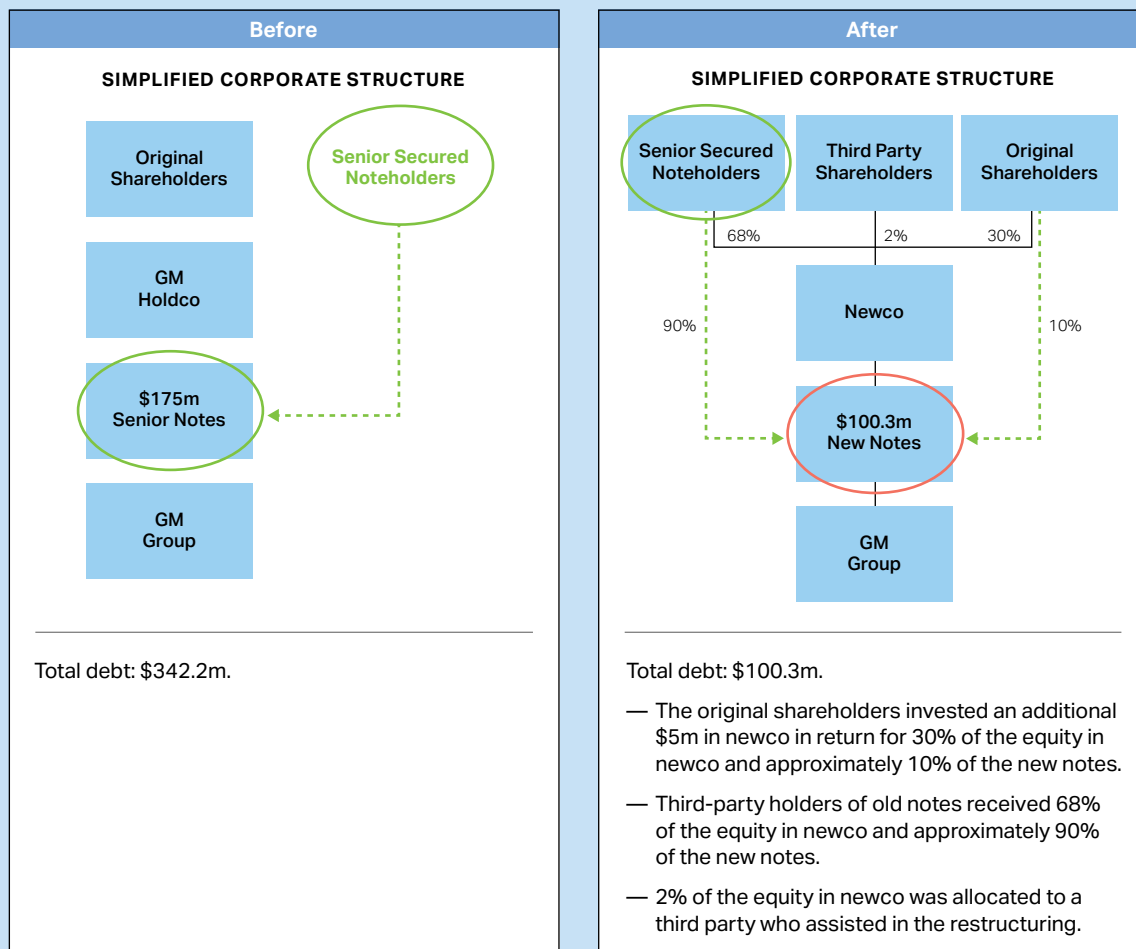 Before
SIMPLIFIED CORPORATE STRUCTURE
Original
Shareholders
Senior Secured
Noteholders
GM
Holdco
$175m
Senior Notes
GM
Group
Total debt: $342.2m.
After
SIMPLIFIED CORPORATE STRUCTURE
Senior Secured
Noteholders
Third Party
Shareholders
Original
Shareholders
68%
2%
30%
Newco
90%
10%
$100.3m
New Notes
GM
Group
Total debt: $100.3m.
— The original shareholders invested an additional
$5m in newco in return for 30% of the equity in
newco and approximately 10% of the new notes.
— Third-party holders of old notes received 68%
of the equity in newco and approximately 90%
of the new notes.
— 2% of the equity in newco was allocated to a
third party who assisted in the restructuring.